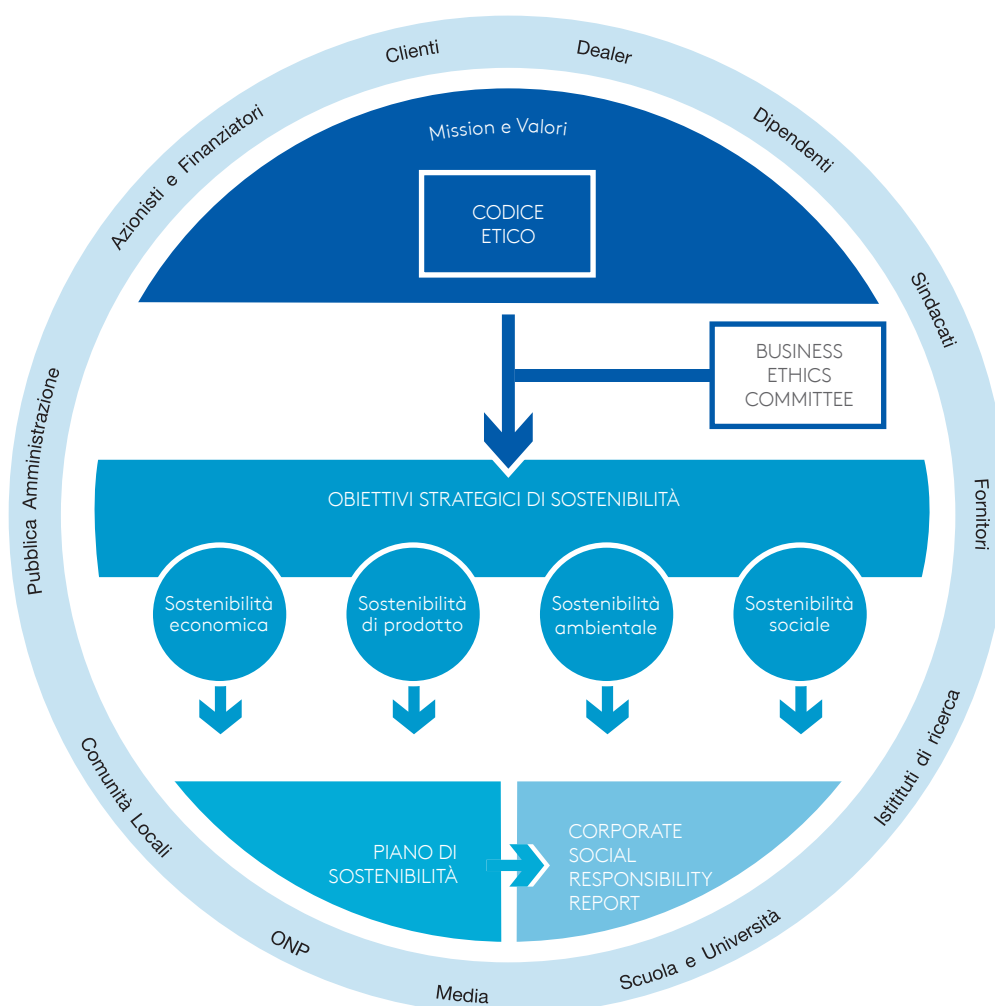 Clienti
Dealer
Dipendenti
Sindacati
Fornitori
Istitituti di ricerca
Scuola e Università
Media
ONP
Comunità Locali
Pubblica Amministrazione
Azionisti e Finanziatori
Mission e Valori
CODICE
ETICO
BUSINESS
ETHICS
COMMITTEE
OBIETTIVI STRATEGICI DI SOSTENIBILITÀ
Sostenibilità
economica
Sostenibilità
di prodotto
Sostenibilità
ambientale
Sostenibilità
sociale
PIANO DI
SOSTENIBILITÀ
CORPORATE
SOCIAL
RESPONSIBILITY
REPORT